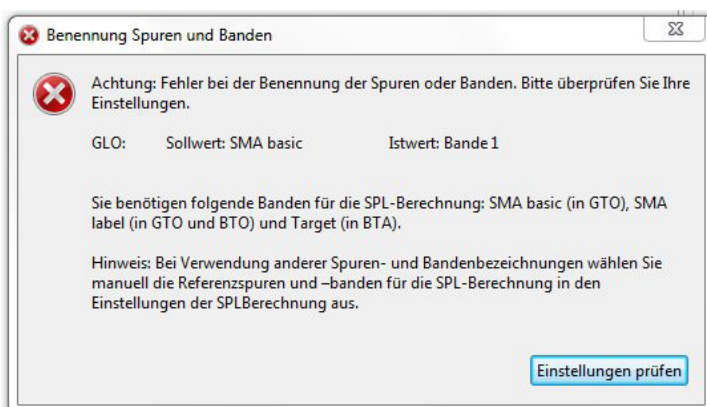 Benennung Spuren und Banden
Achtung: Fehler bei der Benennung der Spuren oder Banden. Bitte überprüfen Sie Ihre
Einstellungen.
GLO: Sollwert: SMA basic Istwert: Bande 1
Sie benötigen folgende Banden für die SPL-Berechnung: SMA basic (in GTO), SMA
label (in GTO und BTO) und Target (in BTA).
Hinweis: Bei Verwendung anderer Spuren- und Bandenbezeichnungen wählen Sie
manuell die Referenzspuren und –banden für die SPL-Berechnung in den
Einstellungen der SPLBerechnung aus.
Einstellungen prüfen